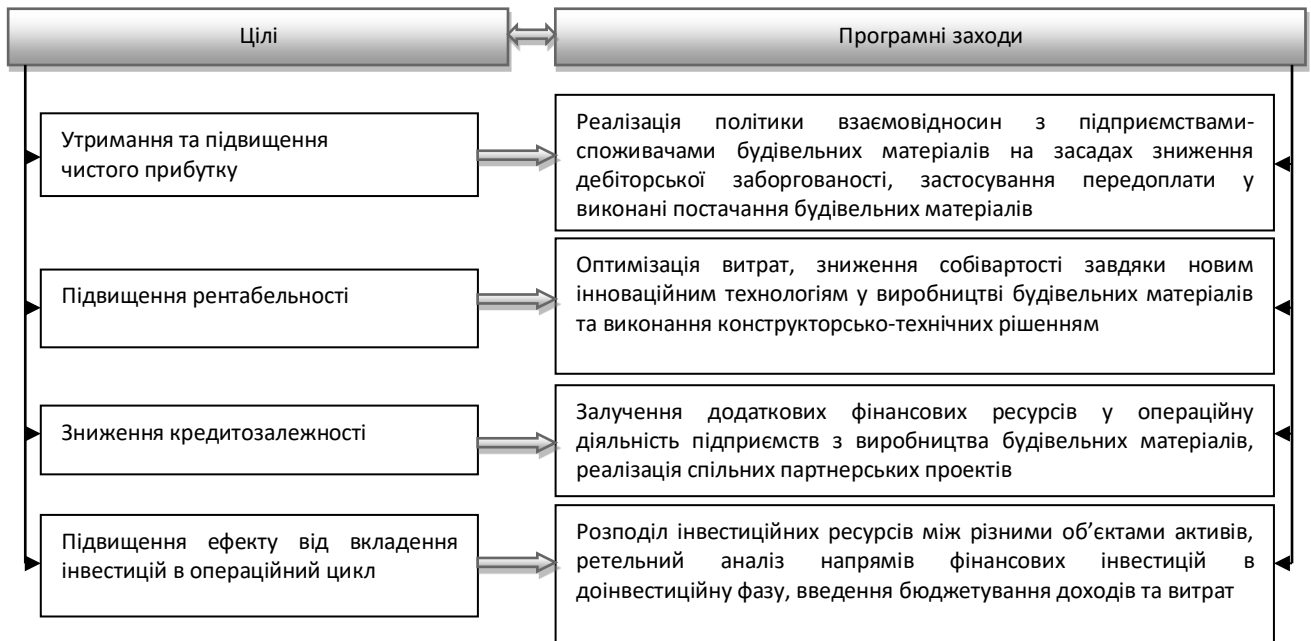 Цілі
Програмні заходи
Утримання та підвищення
чистого прибутку
Реалізація політики взаємовідносин з підприємствами-
споживачами будівельних матеріалів на засадах зниження
дебіторської заборгованості, застосування передоплати у
виконані постачання будівельних матеріалів
Підвищення рентабельності
Оптимізація витрат, зниження собівартості завдяки новим
інноваційним технологіям у виробництві будівельних матеріалів
та виконання конструкторсько-технічних рішенням
Зниження кредитозалежності
Залучення додаткових фінансових ресурсів у операційну
діяльність підприємств з виробництва будівельних матеріалів,
реалізація спільних партнерських проектів
Підвищення ефекту від вкладення
інвестицій в операційний цикл
Розподіл інвестиційних ресурсів між різними об’єктами активів,
ретельний аналіз напрямів фінансових інвестицій в
доінвестиційну фазу, введення бюджетування доходів та витрат